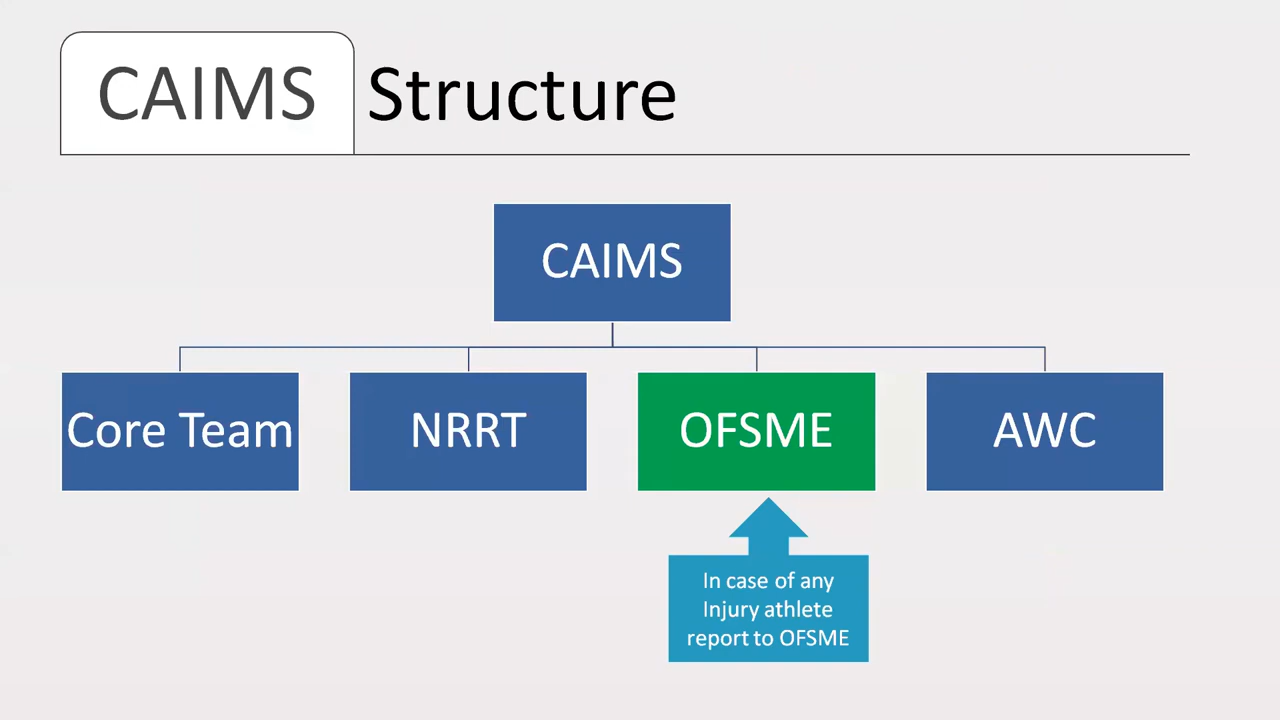 CAIMS Structure
CAIMS
Core Team
NRRT
OFSME
AWC
In case of any
Injury athlete
report to OFSME